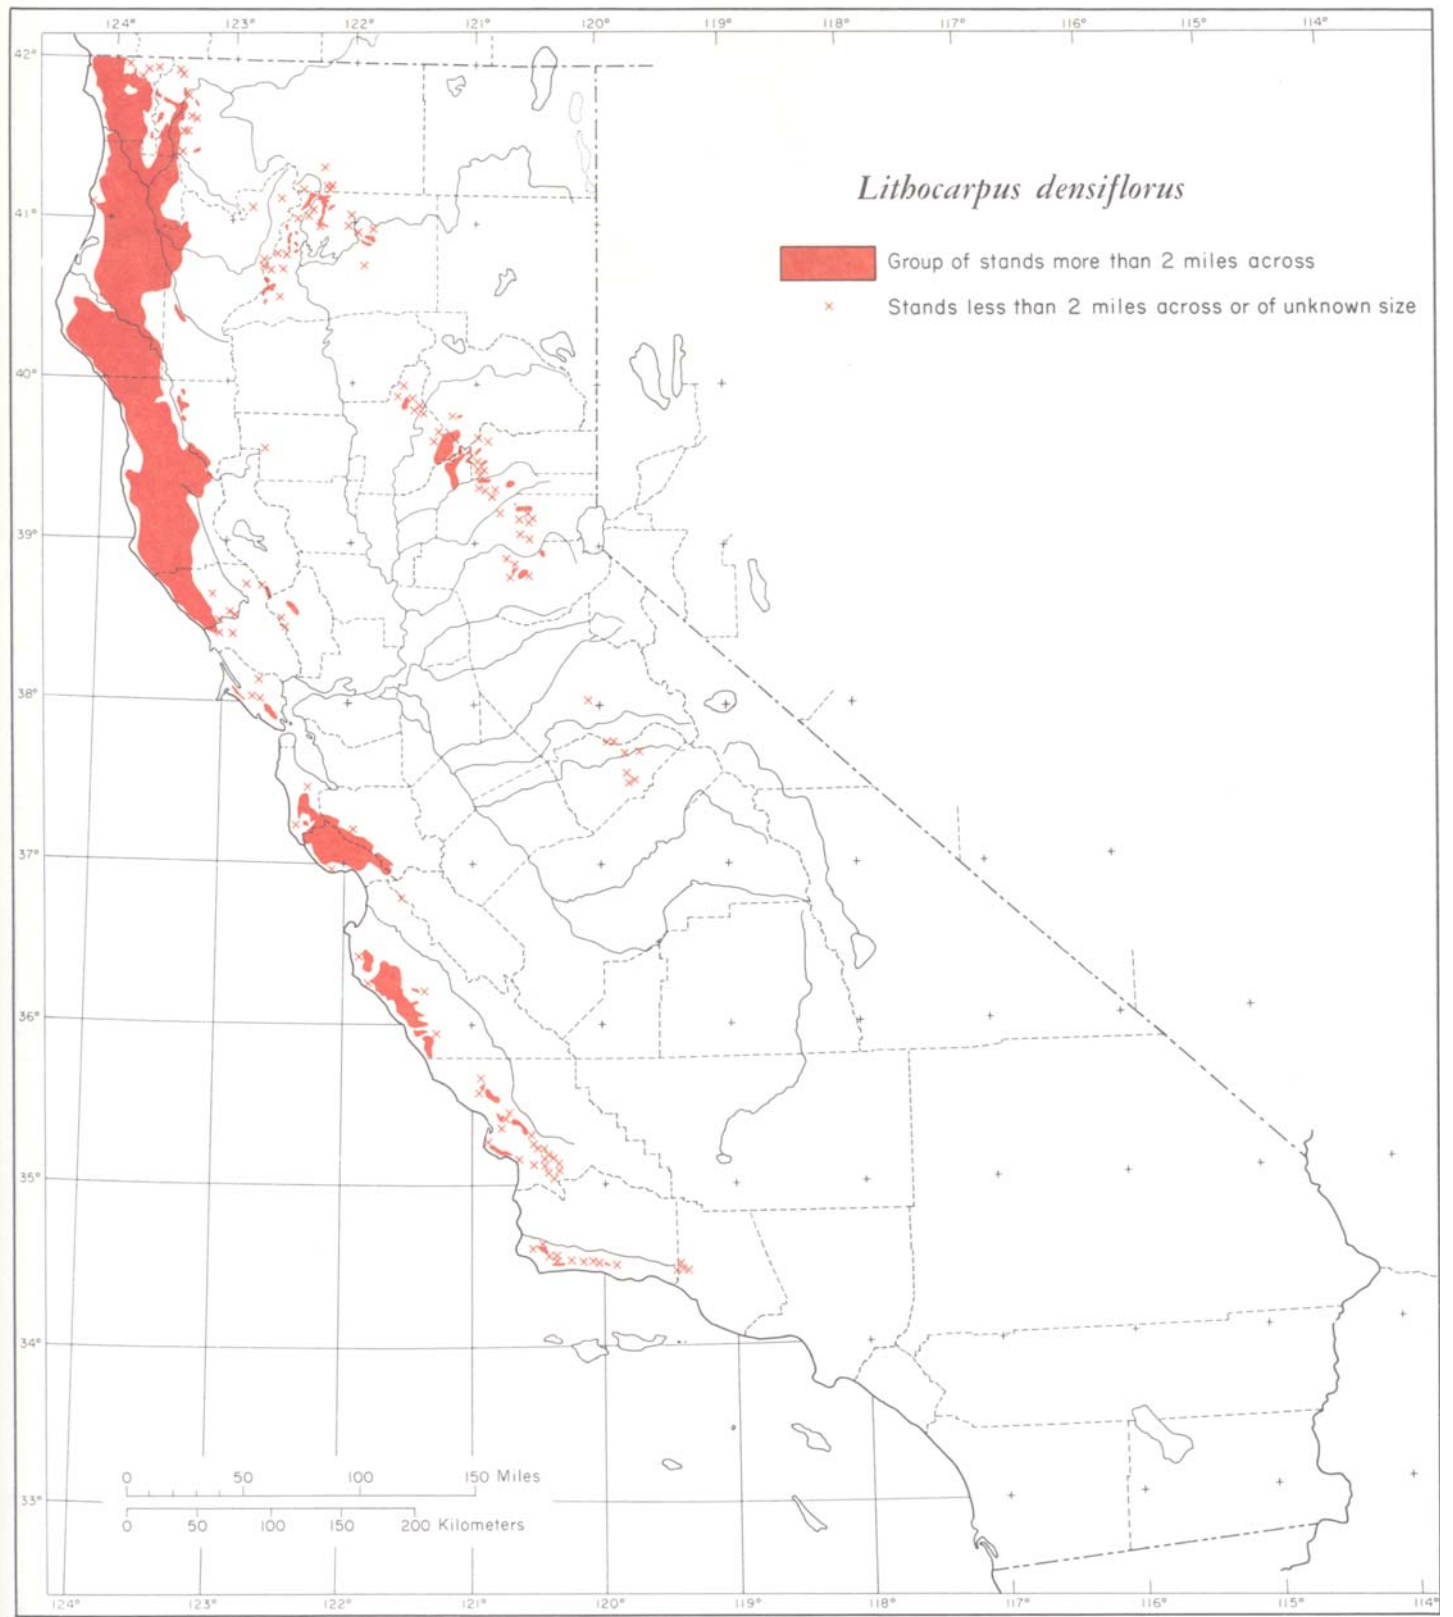 124° 123° 122° 121° 120° 119° 118° 117° 116° 115° 114°
42°
Lithocarpus densiflorus
41°
Group of stands more than 2 miles across
Stands less than 2 miles across or of unknown size
40°
39°
38°
37°
36°
35°
34°
0 50 100 150 Miles
33°
0 50 100 150 200 Kilometers
124° 123° 122° 121° 120° 119° 118° 117° 116° 115° 114°